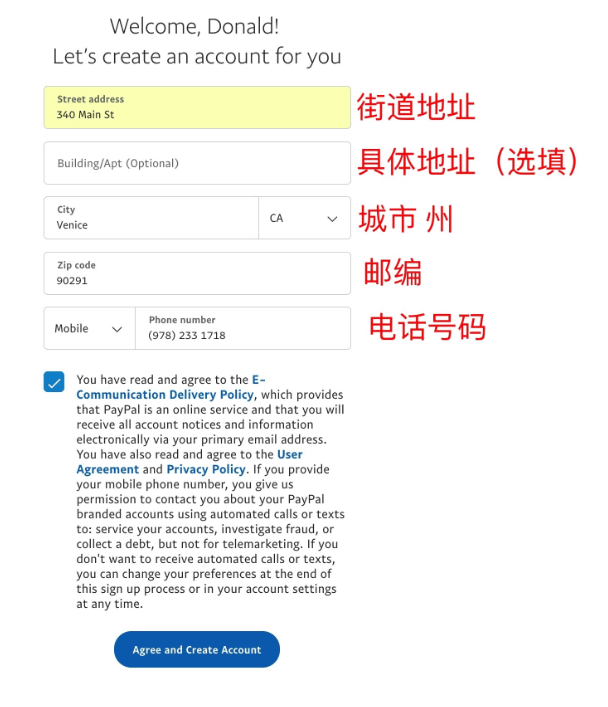 Welcome, Donald!
Let's create an account for you
Street address
340 Main St
街道地址
Building/Apt (Optional)
具体地址（选填）
City
Venice
CA
城市 州
Zip code
90291
邮编
Mobile
Phone number
(978) 233 1718
电话号码
You have read and agree to the E-
Communication Delivery Policy, which provides
that PayPal is an online service and that you will
receive all account notices and information
electronically via your primary email address.
You have also read and agree to the User
Agreement and Privacy Policy. If you provide
your mobile phone number, you give us
permission to contact you about your PayPal
branded accounts using automated calls or texts
to: service your accounts, investigate fraud, or
collect a debt, but not for telemarketing. If you
don't want to receive automated calls or texts,
you can change your preferences at the end of
this sign up process or in your account settings
at any time.
Agree and Create Account